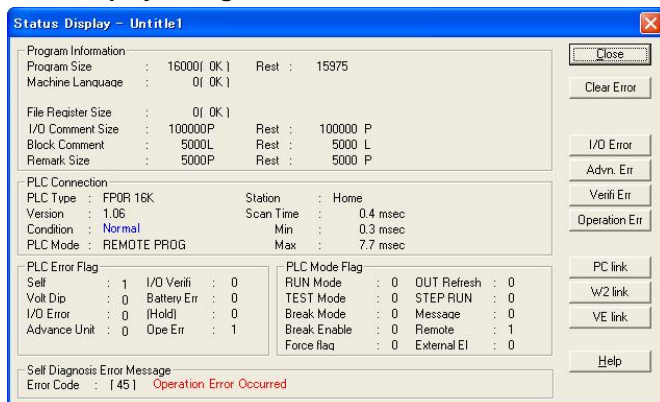 Status Display - Untitle1
Program Information
Program Size : 16000( 0K ) Rest : 15975
Machine Language : 0( 0K )
File Register Size : 0( 0K )
I/O Comment Size : 100000P Rest : 100000 P
Block Comment : 5000L Rest : 5000 L
Remark Size : 5000P Rest : 5000 P
PLC Connection
PLC Type : FP0R 16K Station : Home
Version : 1.06 Scan Time : 0.4 msec
Condition : Normal Min : 0.3 msec
PLC Mode : REMOTE PROG Max : 7.7 msec
PLC Error Flag
Self : 1 I/O Verifi : 0
Volt Dip : 0 Battery Err : 0
I/O Error : 0 (Hold) : 0
Advance Unit : 0 Ope Err : 1
PLC Mode Flag
RUN Mode : 0 OUT Refresh : 0
TEST Mode : 0 STEP RUN : 0
Break Mode : 0 Message : 0
Break Enable : 0 Remote : 1
Force flag : 0 External EI : 0
Self Diagnosis Error Message
Error Code : [ 45 ] Operation Error Occurred
Close
Clear Error
I/O Error
Advn. Err
Verifi Err
Operation Err
PC link
W2 link
VE link
Help